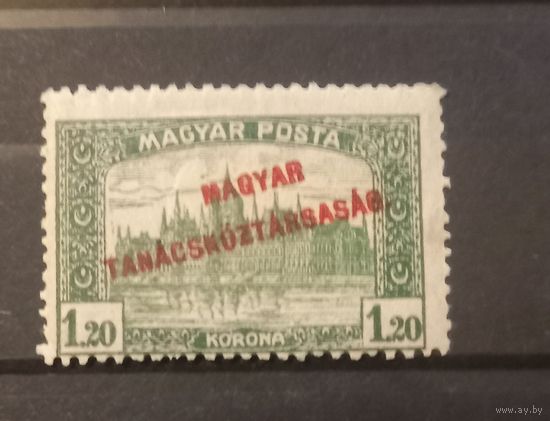 MAGYAR POSTA
MAGYAR
TANÁCSKÖZTÁRSASÁG
1.20 KORONA 1.20
www.ay.by